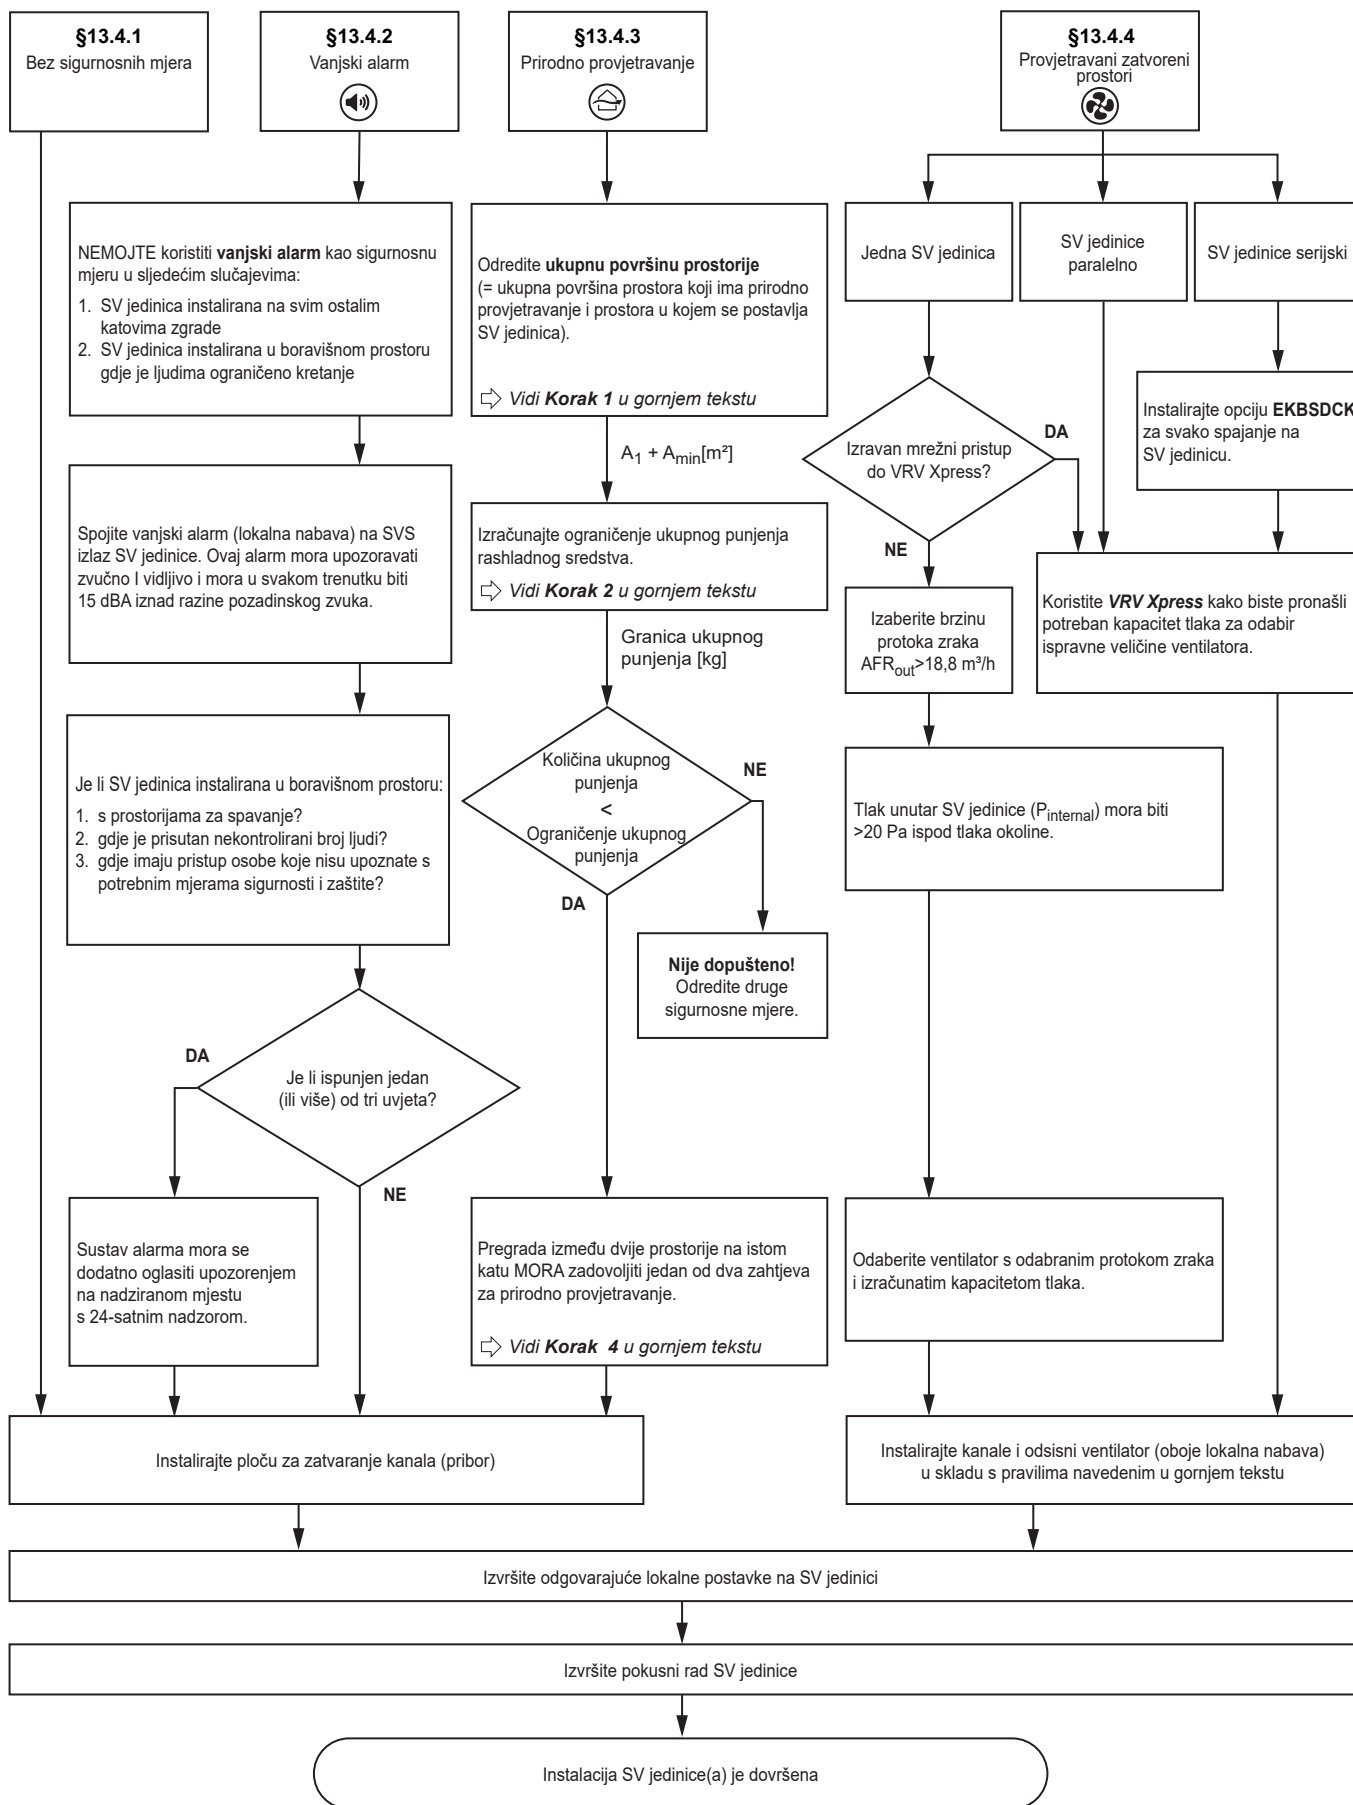 §13.4.1
Bez sigurnosnih mjera
§13.4.2
Vanjski alarm
§13.4.3
Prirodno provjetravanje
§13.4.4
Provjetravani zatvoreni
prostori
NEMOJTE koristiti vanjski alarm kao sigurnosnu
mjeru u sljedećim slučajevima:
1. SV jedinica instalirana na svim ostalim
katovima zgrade
2. SV jedinica instalirana u boravišnom prostoru
gdje je ljudima ograničeno kretanje
Spojite vanjski alarm (lokalna nabava) na SVS
izlaz SV jedinice. Ovaj alarm mora upozoravati
zvučno I vidljivo i mora u svakom trenutku biti
15 dBA iznad razine pozadinskog zvuka.
Je li SV jedinica instalirana u boravišnom prostoru:
1. s prostorijama za spavanje?
2. gdje je prisutan nekontrolirani broj ljudi?
3. gdje imaju pristup osobe koje nisu upoznate s
potrebnim mjerama sigurnosti i zaštite?
DA
Je li ispunjen jedan
(ili više) od tri uvjeta?
NE
Sustav alarma mora se
dodatno oglasiti upozorenjem
na nadziranom mjestu
s 24-satnim nadzorom.
Odredite ukupnu površinu prostorije
(= ukupna površina prostora koji ima prirodno
provjetravanje i prostora u kojem se postavlja
SV jedinica).
Vidi Korak 1 u gornjem tekstu
A1 + Amin[m²]
Izračunajte ograničenje ukupnog punjenja
rashladnog sredstva.
Vidi Korak 2 u gornjem tekstu
Granica ukupnog
punjenja [kg]
Količina ukupnog
punjenja
<
Ograničenje ukupnog
punjenja
NE
DA
Nije dopušteno!
Odredite druge
sigurnosne mjere.
Pregrada između dvije prostorije na istom
katu MORA zadovoljiti jedan od dva zahtjeva
za prirodno provjetravanje.
Vidi Korak 4 u gornjem tekstu
Jedna SV jedinica
SV jedinice
paralelno
SV jedinice serijski
Izravan mrežni pristup
do VRV Xpress?
DA
NE
Instalirajte opciju EKBSDCK
za svako spajanje na
SV jedinicu.
Izaberite brzinu
protoka zraka
AFRout>18,8 m³/h
Koristite VRV Xpress kako biste pronašli
potreban kapacitet tlaka za odabir
ispravne veličine ventilatora.
Tlak unutar SV jedinice (Pinternal) mora biti
>20 Pa ispod tlaka okoline.
Odaberite ventilator s odabranim protokom zraka
i izračunatim kapacitetom tlaka.
Instalirajte ploču za zatvaranje kanala (pribor)
Instalirajte kanale i odsisni ventilator (oboje lokalna nabava)
u skladu s pravilima navedenim u gornjem tekstu
Izvršite odgovarajuće lokalne postavke na SV jedinici
Izvršite pokusni rad SV jedinice
Instalacija SV jedinice(a) je dovršena